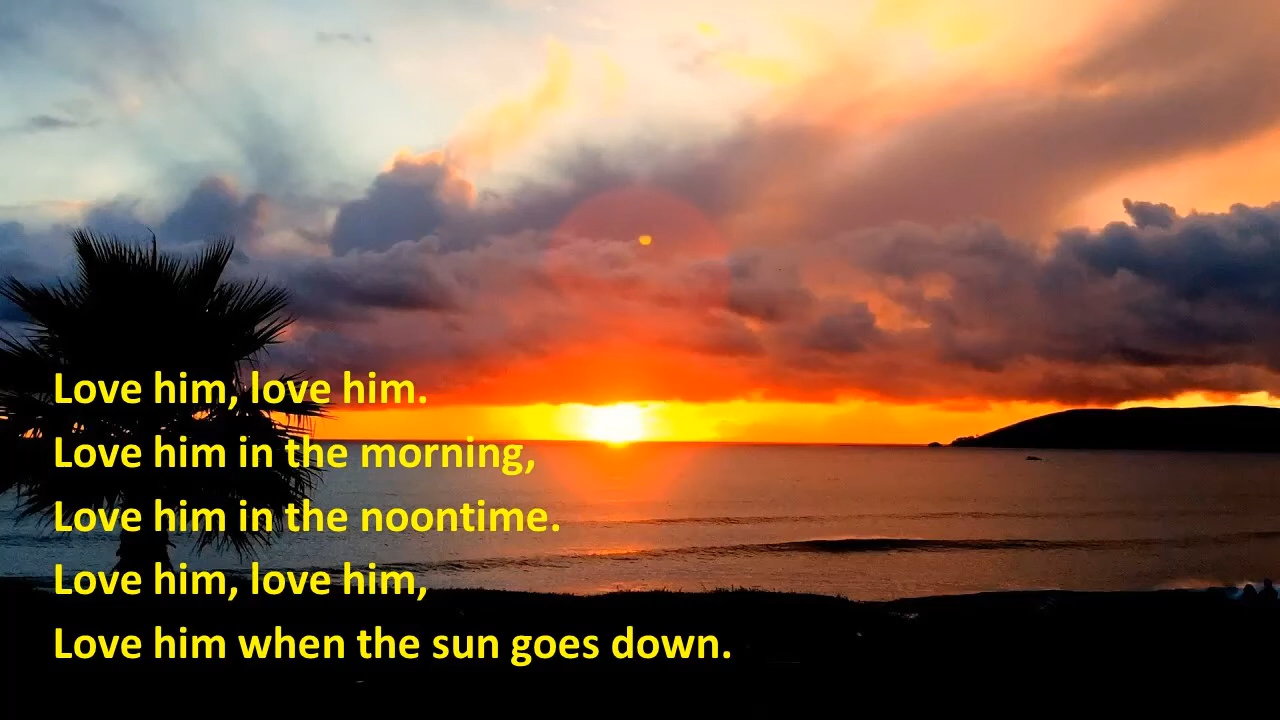 Love him, love him.
Love him in the morning,
Love him in the noontime.
Love him, love him,
Love him when the sun goes down.